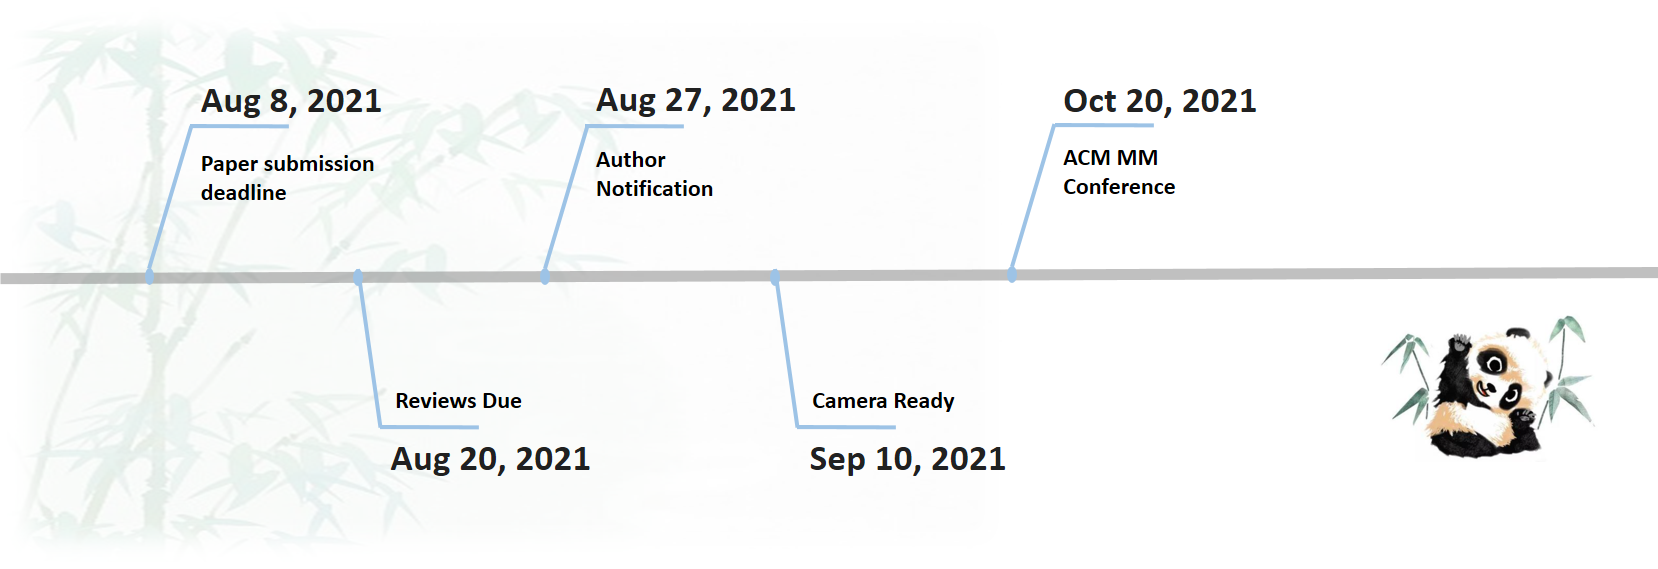 Aug 8, 2021
Paper submission
deadline
Reviews Due
Aug 20, 2021
Aug 27, 2021
Author
Notification
Camera Ready
Sep 10, 2021
Oct 20, 2021
ACM MM
Conference